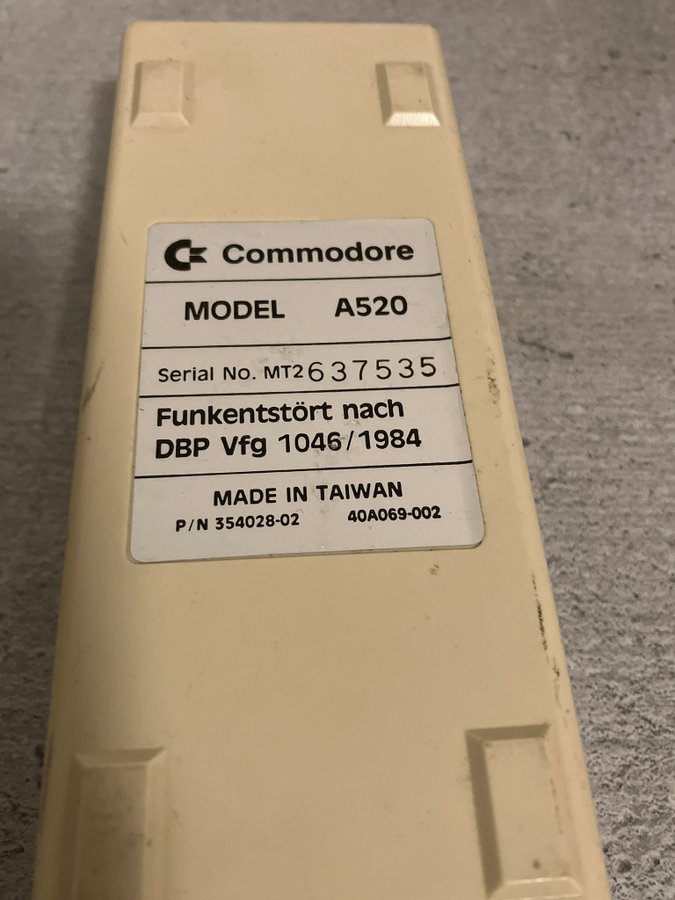 Commodore
MODEL A520
Serial No. MT2637535
Funkentstört nach
DBP Vfg 1046/1984
MADE IN TAIWAN
P/N 354028-02 40A069-002